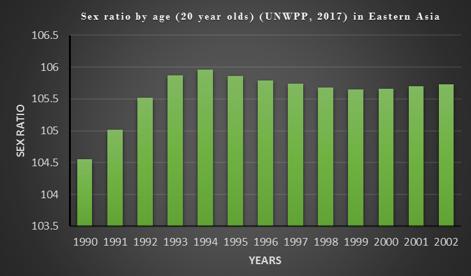 Sex ratio by age (20 year olds) (UNWPP, 2017) in Eastern Asia
106.5
106
105.5
105
104.5
104
103.5
SEX RATIO
1990 1991 1992 1993 1994 1995 1996 1997 1998 1999 2000 2001 2002
YEARS